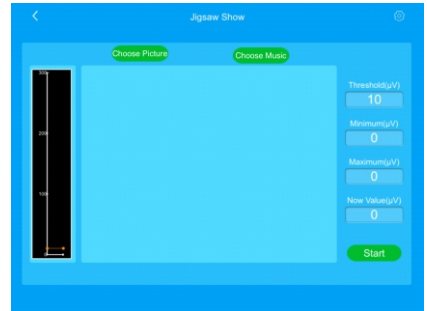 Jigsaw Show
Choose Picture
Choose Music
300
200
100
Threshold(μV)
10
Minimum(μV)
0
Maximum(μV)
0
Now Value(μV)
0
Start